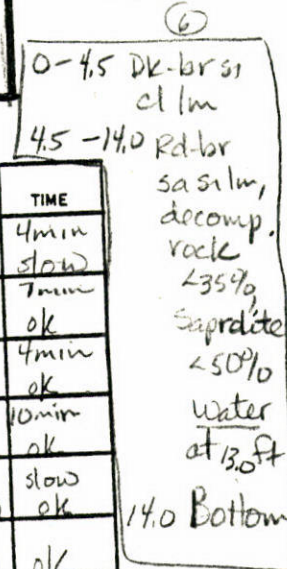 6
0-4.5 Dk-br si
cl lm
4.5-14.0 Rd-br
sa si lm,
decomp.
rock
<35%,
Saprolite
<50%
Water
at 13.0 ft
14.0 Bottom
TIME
4min
slow
7min
ok
4min
ok
10min
ok
slow
ok
ok